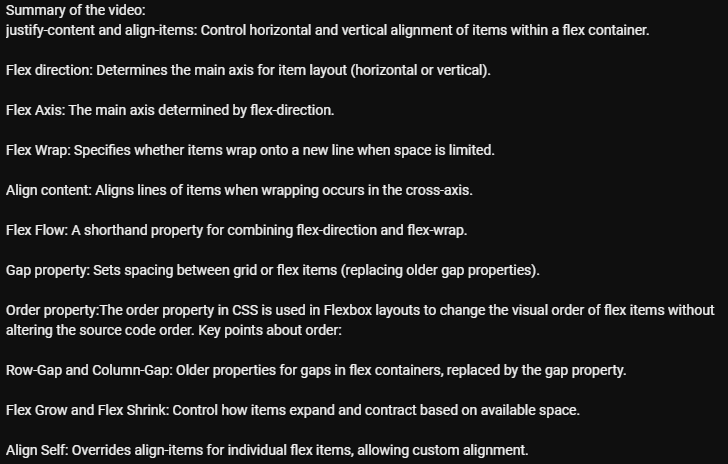 Summary of the video:
justify-content and align-items: Control horizontal and vertical alignment of items within a flex container.
Flex direction: Determines the main axis for item layout (horizontal or vertical).
Flex Axis: The main axis determined by flex-direction.
Flex Wrap: Specifies whether items wrap onto a new line when space is limited.
Align content: Aligns lines of items when wrapping occurs in the cross-axis.
Flex Flow: A shorthand property for combining flex-direction and flex-wrap.
Gap property: Sets spacing between grid or flex items (replacing older gap properties).
Order property:The order property in CSS is used in Flexbox layouts to change the visual order of flex items without
altering the source code order. Key points about order:
Row-Gap and Column-Gap: Older properties for gaps in flex containers, replaced by the gap property.
Flex Grow and Flex Shrink: Control how items expand and contract based on available space.
Align Self: Overrides align-items for individual flex items, allowing custom alignment.